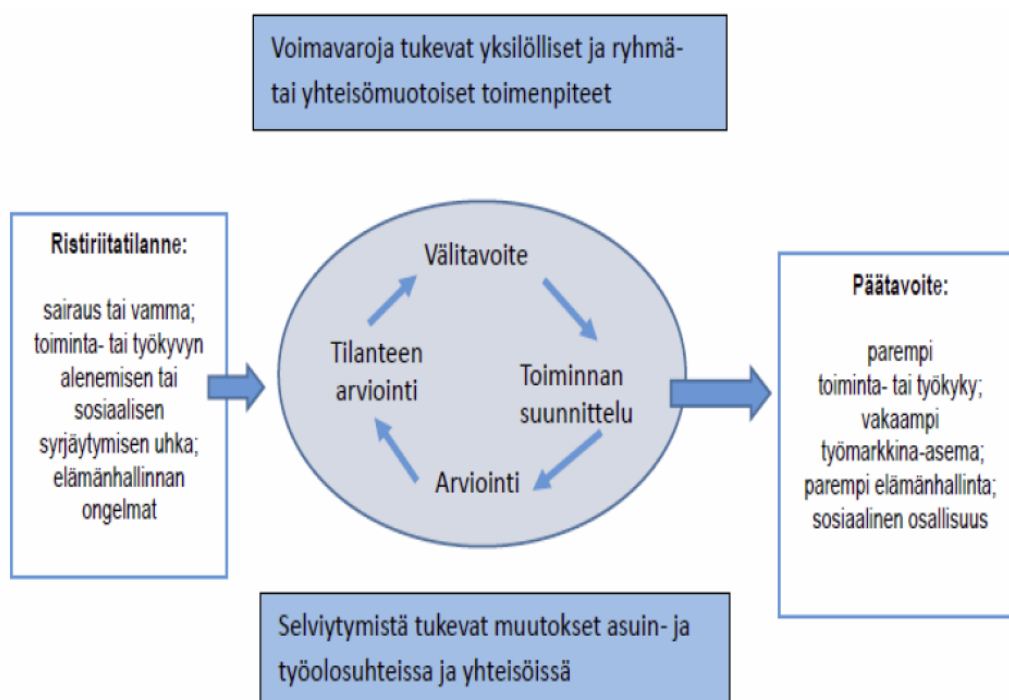 Voimavaroja tukevat yksilölliset ja ryhmä-
tai yhteisömuotoiset toimenpiteet
Ristiriitatilanne:
sairaus tai vamma;
toiminta- tai työkyvyn
alenemisen tai
sosiaalisen
syrjäytymisen uhka;
elämänhallinnan
ongelmat
Välitavoite
Tilanteen
arviointi
Toiminnan
suunnittelu
Arviointi
Päätavoite:
parempi
toiminta- tai työkyky;
vakaampi
työmarkkina-asema;
parempi elämänhallinta;
sosiaalinen osallisuus
Selviytymistä tukevat muutokset asuin- ja
työolosuhteissa ja yhteisöissä